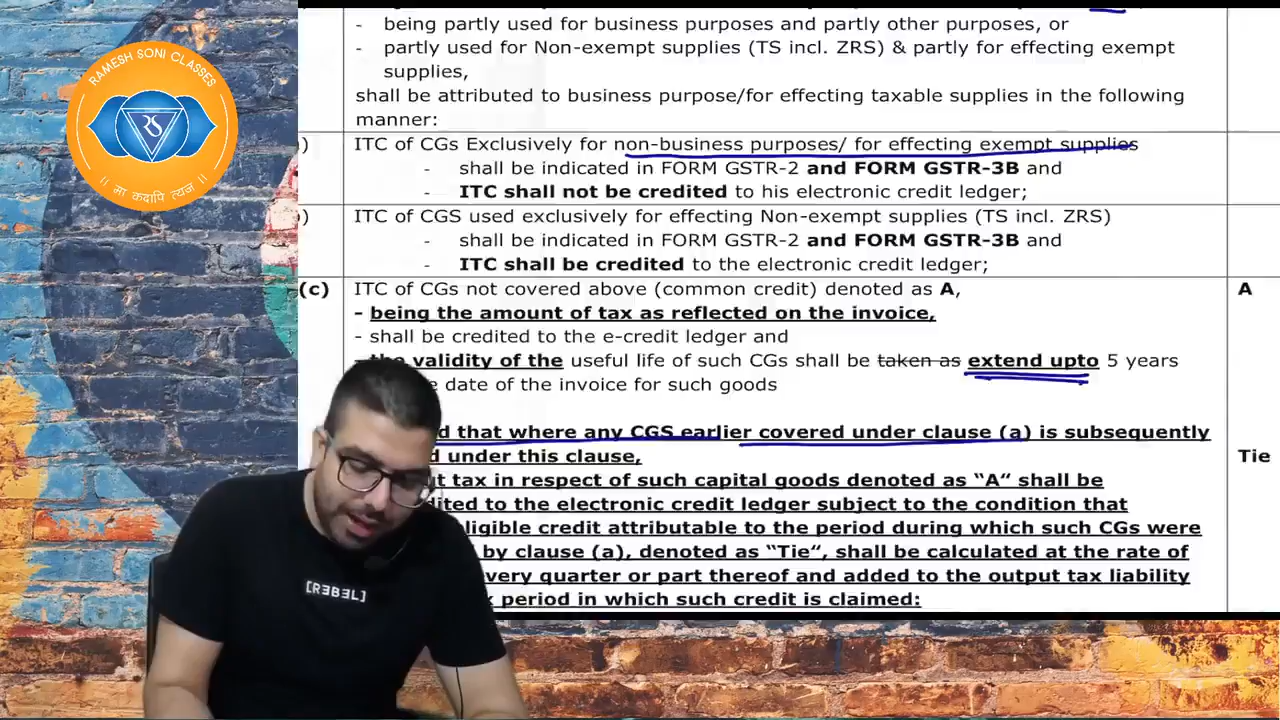 RAMESH SONI CLASSES
RS
।। मा कदापि त्यज ।।
- being partly used for business purposes and partly other purposes, or
- partly used for Non-exempt supplies (TS incl. ZRS) & partly for effecting exempt
supplies,
shall be attributed to business purpose/for effecting taxable supplies in the following
manner:
ITC of CGs Exclusively for non-business purposes/ for effecting exempt supplies
- shall be indicated in FORM GSTR-2 and FORM GSTR-3B and
- ITC shall not be credited to his electronic credit ledger;
ITC of CGS used exclusively for effecting Non-exempt supplies (TS incl. ZRS)
- shall be indicated in FORM GSTR-2 and FORM GSTR-3B and
- ITC shall be credited to the electronic credit ledger;
(c) ITC of CGs not covered above (common credit) denoted as A, A
- being the amount of tax as reflected on the invoice,
- shall be credited to the e-credit ledger and
validity of the useful life of such CGs shall be taken as extend upto 5 years
date of the invoice for such goods
that where any CGS earlier covered under clause (a) is subsequently
under this clause, Tie
tax in respect of such capital goods denoted as "A" shall be
to the electronic credit ledger subject to the condition that
credit attributable to the period during which such CGs were
by clause (a), denoted as "Tie", shall be calculated at the rate of
quarter or part thereof and added to the output tax liability
period in which such credit is claimed:
[REBEL]